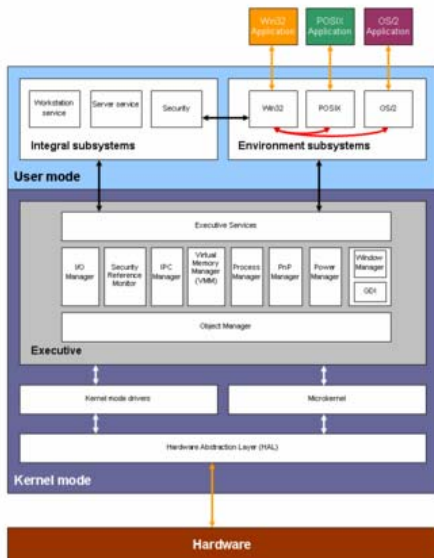 Win32
Application
POSIX
Application
OS/2
Application
Workstation
service
Server service
Security
Integral subsystems
Win32
POSIX
OS/2
Environment subsystems
User mode
Executive Services
I/O
Manager
Security
Reference
Monitor
IPC
Manager
Virtual
Memory
Manager
(VMM)
Process
Manager
PnP
Manager
Power
Manager
Window
Manager
GDI
Object Manager
Executive
Kernel mode drivers
Microkernel
Hardware Abstraction Layer (HAL)
Kernel mode
Hardware